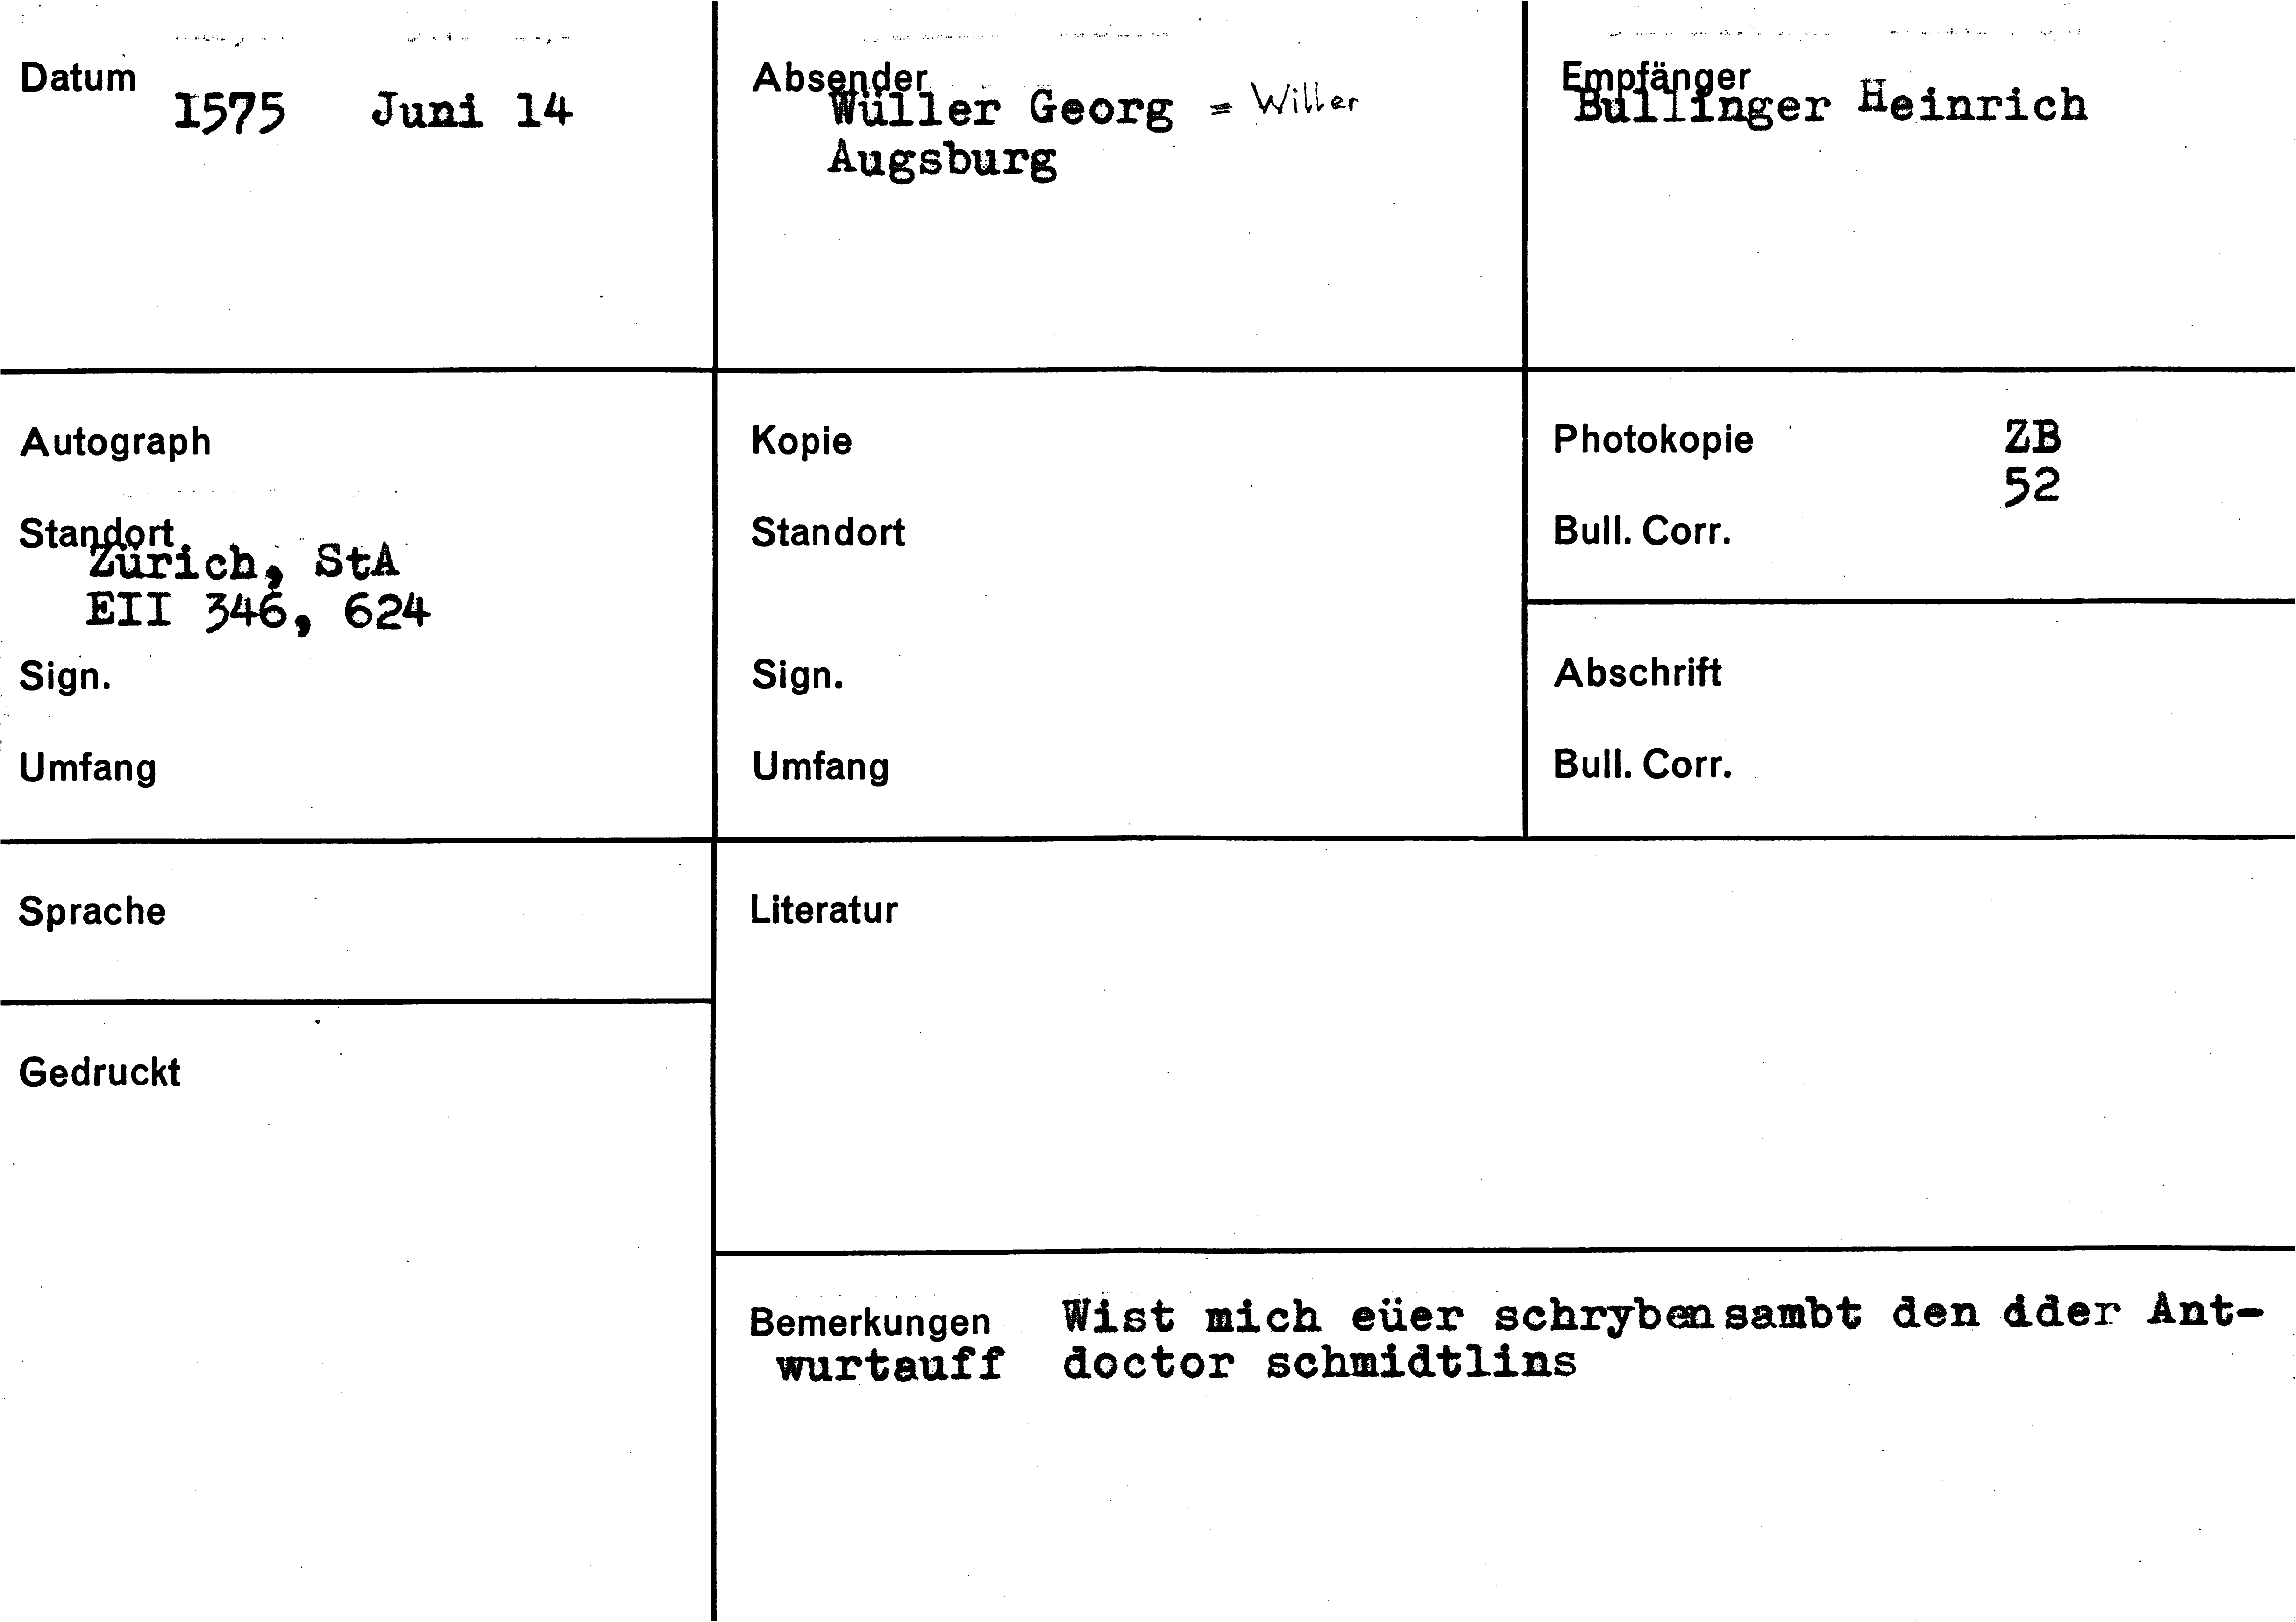 Datum
1575 Juni 14
Absender
Wüller Georg = Willer
Augsburg
Empfänger
Bullinger Heinrich
Autograph
Standort
Zürich, StA
EII 346, 624
Sign.
Umfang
Kopie
Standort
Sign.
Umfang
Photokopie ZB
52
Bull. Corr.
Abschrift
Bull. Corr.
Sprache
Gedruckt
Literatur
Bemerkungen Wist mich eüer schryben sambt den dder Ant-
wurtauff doctor schmidtlins